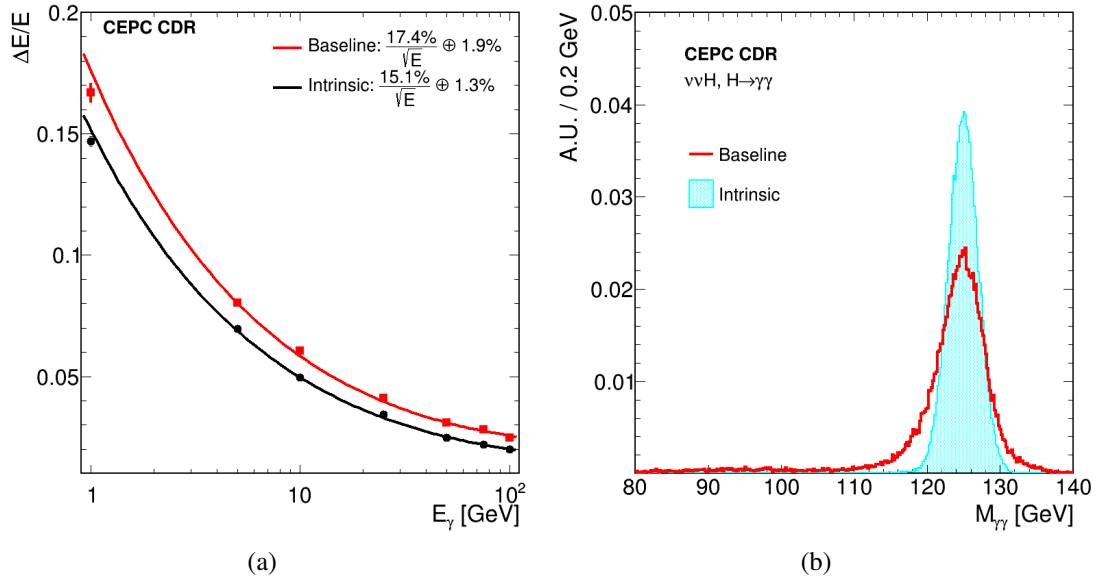 CEPC CDR
ΔE/E
Baseline: 17.4%/√E ⊕ 1.9%
Intrinsic: 15.1%/√E ⊕ 1.3%
0.2
0.15
0.1
0.05
1
10
10²
E_γ [GeV]
(a)
A.U. / 0.2 GeV
CEPC CDR
ννH, H→γγ
Baseline
Intrinsic
0.05
0.04
0.03
0.02
0.01
80
90
100
110
120
130
140
M_γγ [GeV]
(b)